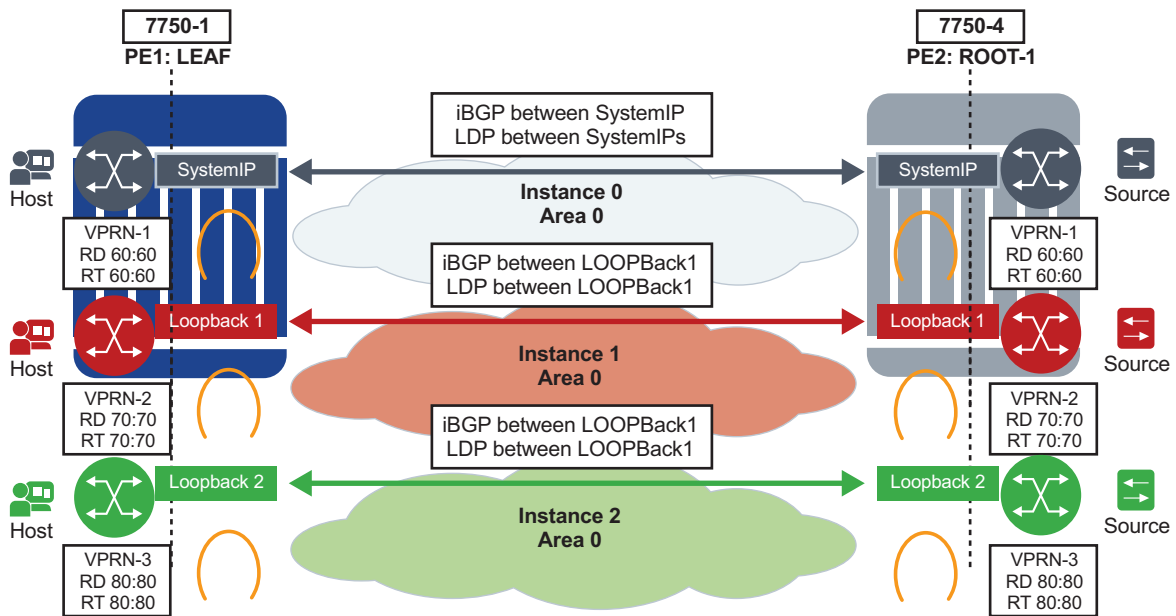 7750-1
PE1: LEAF
7750-4
PE2: ROOT-1
iBGP between SystemIP
LDP between SystemIPs
SystemIP
SystemIP
Host
Source
Instance 0
Area 0
VPRN-1
RD 60:60
RT 60:60
VPRN-1
RD 60:60
RT 60:60
iBGP between LOOPBack1
LDP between LOOPBack1
Loopback 1
Loopback 1
Host
Source
Instance 1
Area 0
VPRN-2
RD 70:70
RT 70:70
VPRN-2
RD 70:70
RT 70:70
iBGP between LOOPBack1
LDP between LOOPBack1
Loopback 2
Loopback 2
Host
Source
Instance 2
Area 0
VPRN-3
RD 80:80
RT 80:80
VPRN-3
RD 80:80
RT 80:80